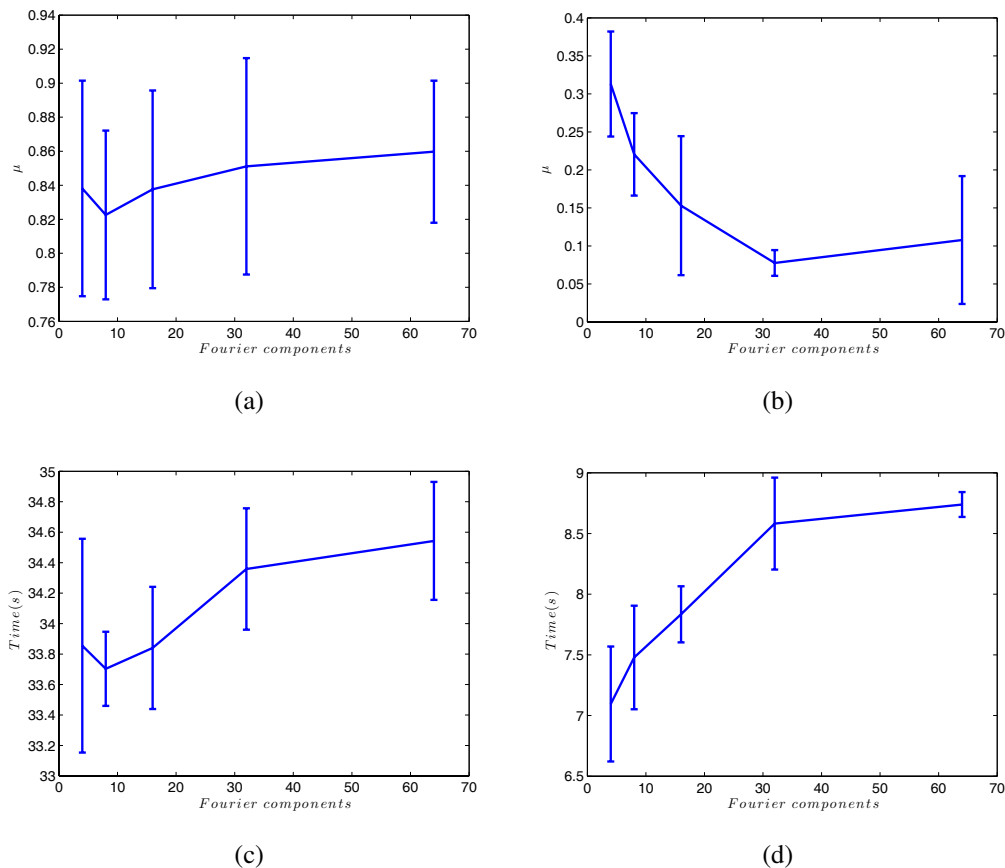 0.94
0.92
0.9
0.88
0.86
0.84
0.82
0.8
0.78
0.76
μ
0 10 20 30 40 50 60 70
Fourier components
(a)
0.4
0.35
0.3
0.25
0.2
0.15
0.1
0.05
0
μ
0 10 20 30 40 50 60 70
Fourier components
(b)
35
34.8
34.6
34.4
34.2
34
33.8
33.6
33.4
33.2
33
Time(s)
0 10 20 30 40 50 60 70
Fourier components
(c)
9
8.5
8
7.5
7
6.5
Time(s)
0 10 20 30 40 50 60 70
Fourier components
(d)